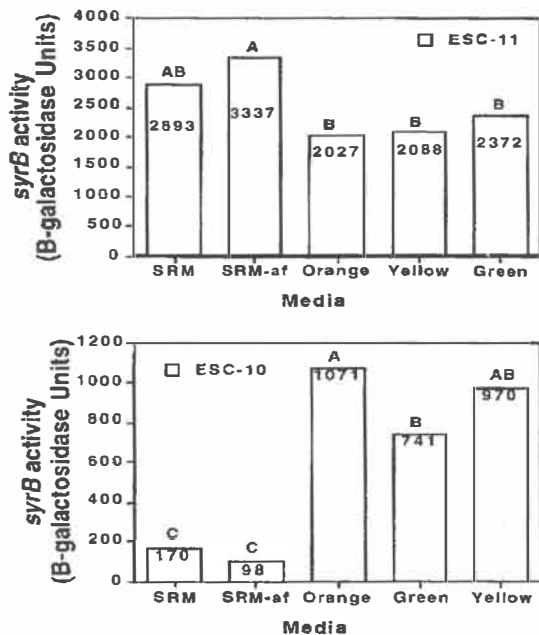 syrB activity
(B-galactosidase Units)
4000
3500
3000
2500
2000
1500
1000
500
0
ESC-11
AB
A
B
B
B
2893
3337
2027
2088
2372
SRM SRM-af Orange Yellow Green
Media
syrB activity
(B-galactosidase Units)
1200
1000
800
600
400
200
0
ESC-10
C
C
A
B
AB
170
98
1071
741
970
SRM SRM-af Orange Green Yellow
Media